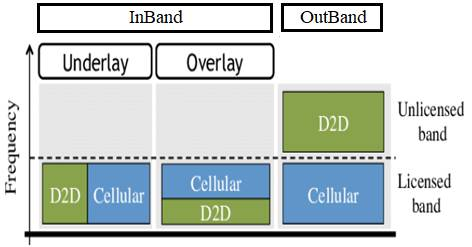 InBand OutBand
Underlay Overlay
D2D
Unlicensed
band
Frequency
D2D Cellular
Cellular
D2D
Cellular
Licensed
band